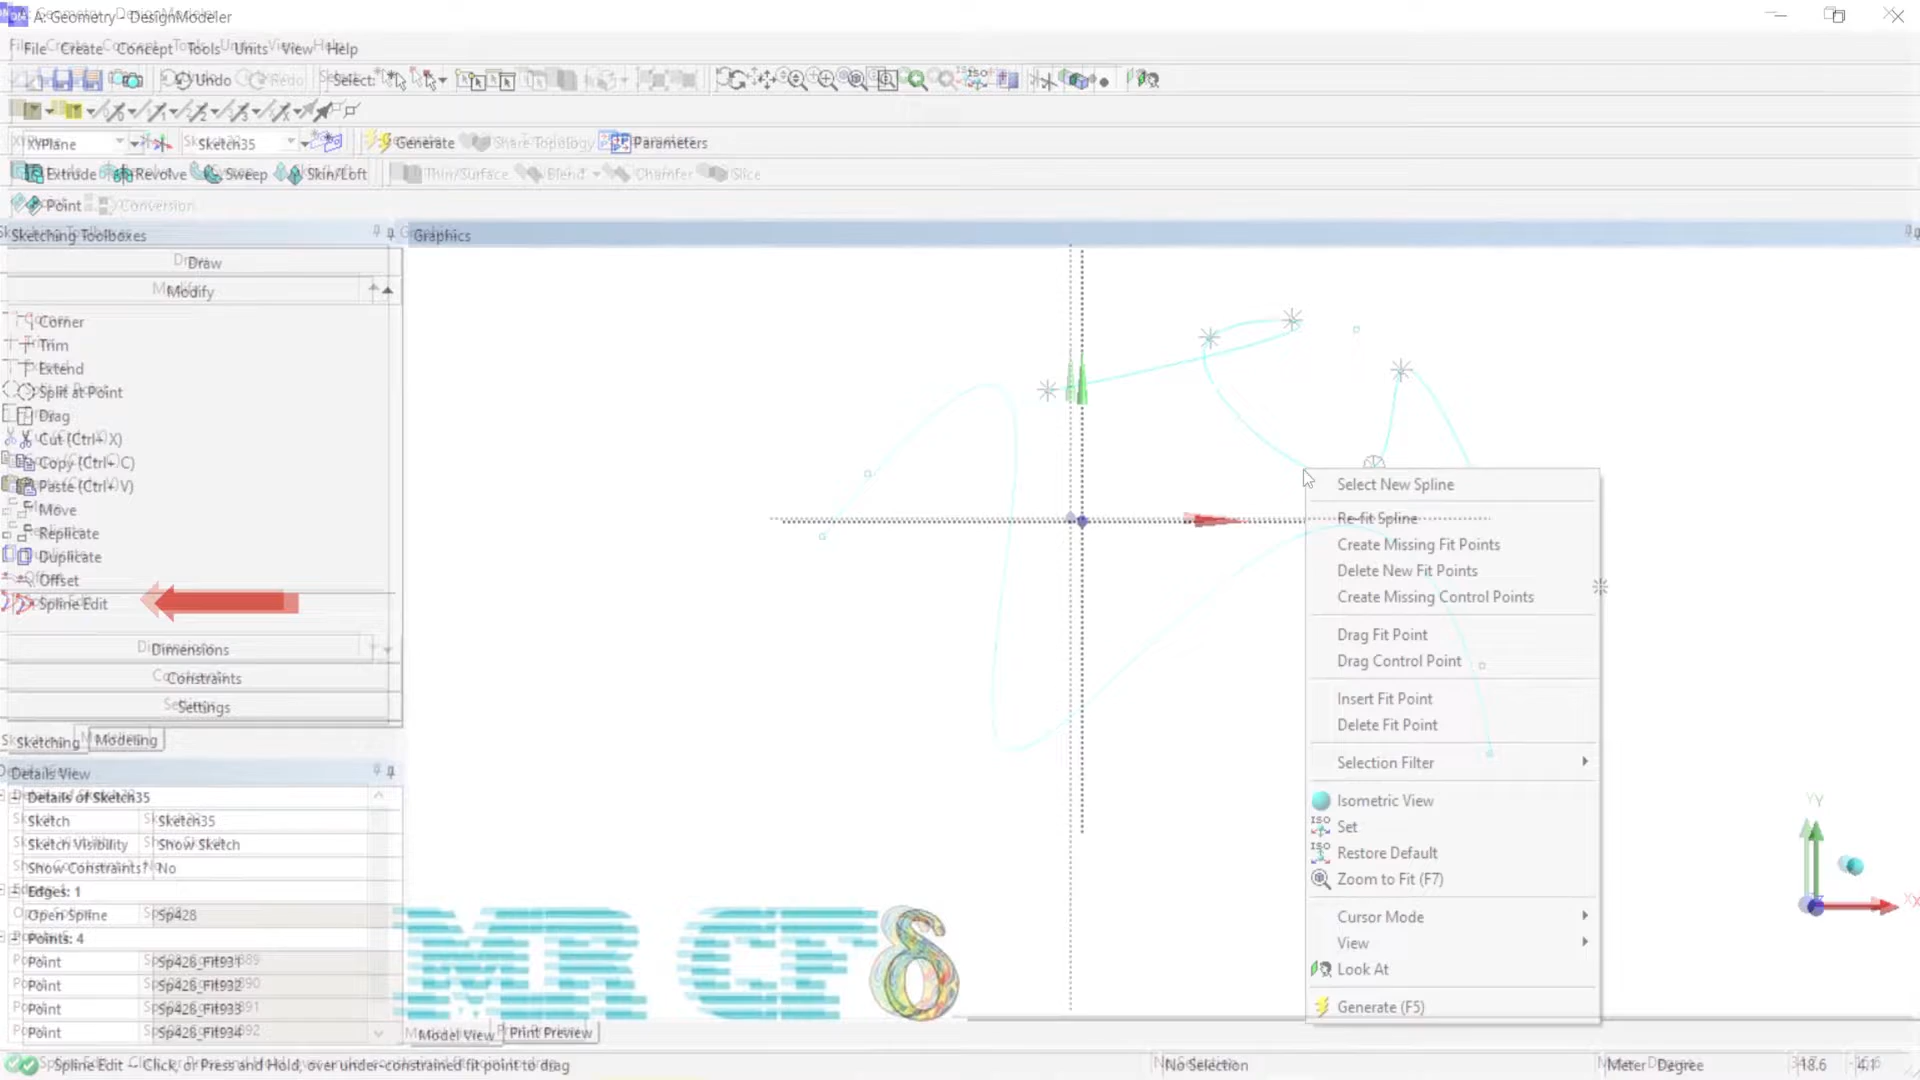 A: Geometry - DesignModeler
File Create Concept Tools Units View Help
Undo Redo Select:
XYPlane Sketch35 Generate Share Topology Parameters
Extrude Revolve Sweep Skin/Loft Thin/Surface Blend Chamfer Slice
Point Conversion
Sketching Toolboxes
Graphics
Draw
Modify
Corner
Trim
Extend
Split at Point
Drag
Cut (Ctrl+ X)
Copy (Ctrl+ C)
Paste (Ctrl+ V)
Move
Replicate
Duplicate
Offset
Spline Edit
Dimensions
Constraints
Settings
Sketching Modeling
Details View
Details of Sketch35
Sketch Sketch35
Sketch Visibility Show Sketch
Show Constraints? No
Edges: 1
Open Spline Sp428
Points: 4
Point Sp428_Fit931
Point Sp428_Fit932
Point Sp428_Fit933
Point Sp428_Fit934
Select New Spline
Re-fit Spline
Create Missing Fit Points
Delete New Fit Points
Create Missing Control Points
Drag Fit Point
Drag Control Point
Insert Fit Point
Delete Fit Point
Selection Filter
Isometric View
ISO Set
ISO Restore Default
Zoom to Fit (F7)
Cursor Mode
View
Look At
Generate (F5)
Y
X
MR CFδ
Model View Print Preview
Spline Edit -- Click, or Press and Hold, over under-constrained fit point to drag
No Selection
Meter Degree